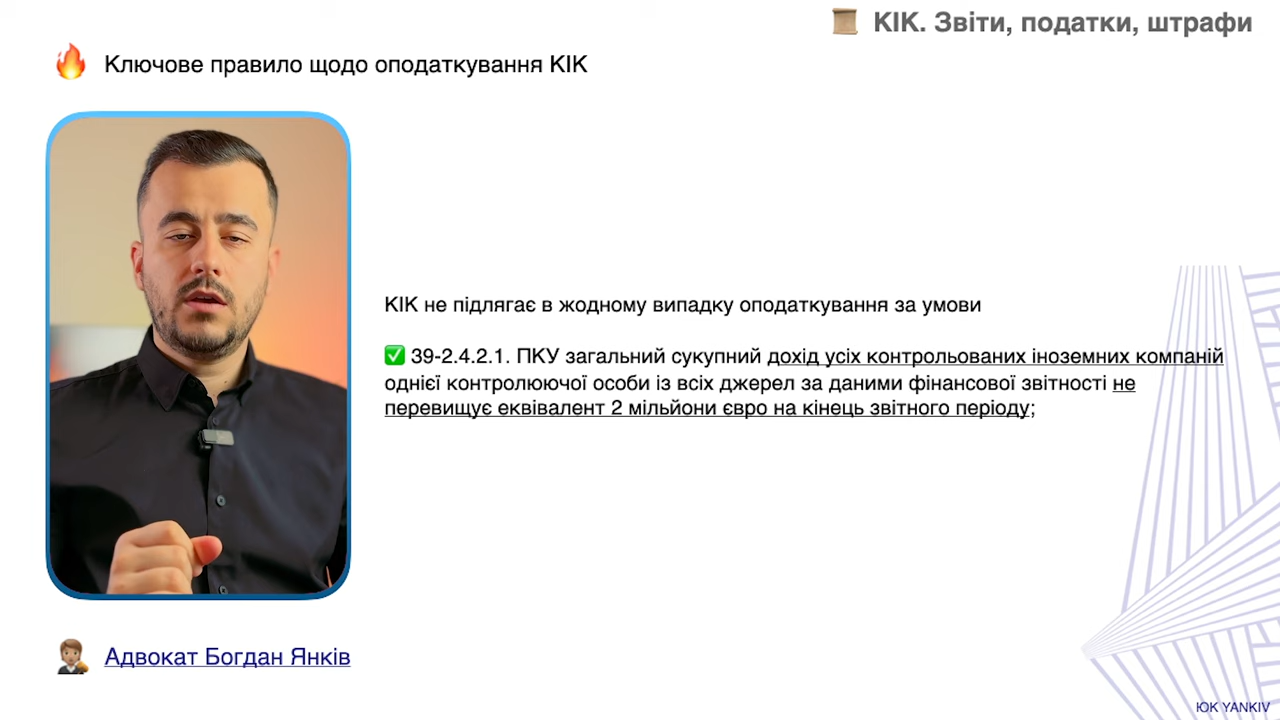 КІК. Звіти, податки, штрафи
Ключове правило щодо оподаткування КІК
КІК не підлягає в жодному випадку оподаткування за умови
39-2.4.2.1. ПКУ загальний сукупний дохід усіх контрольованих іноземних компаній
однієї контролюючої особи із всіх джерел за даними фінансової звітності не
перевищує еквівалент 2 мільйони євро на кінець звітного періоду;
Адвокат Богдан Янків
ЮК YANKIV